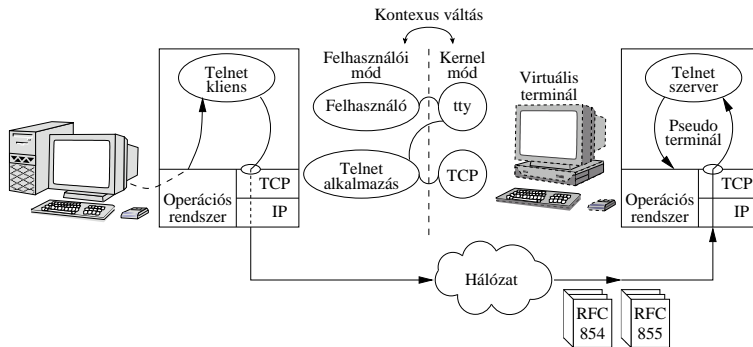 Kontexus váltás
Telnet
kliens
Operációs
rendszer
TCP
IP
Felhasználói
mód
Kernel
mód
Felhasználó
tty
Telnet
alkalmazás
TCP
Virtuális
terminál
Telnet
szerver
Pseudo
terminál
Operációs
rendszer
TCP
IP
Hálózat
RFC
854
RFC
855